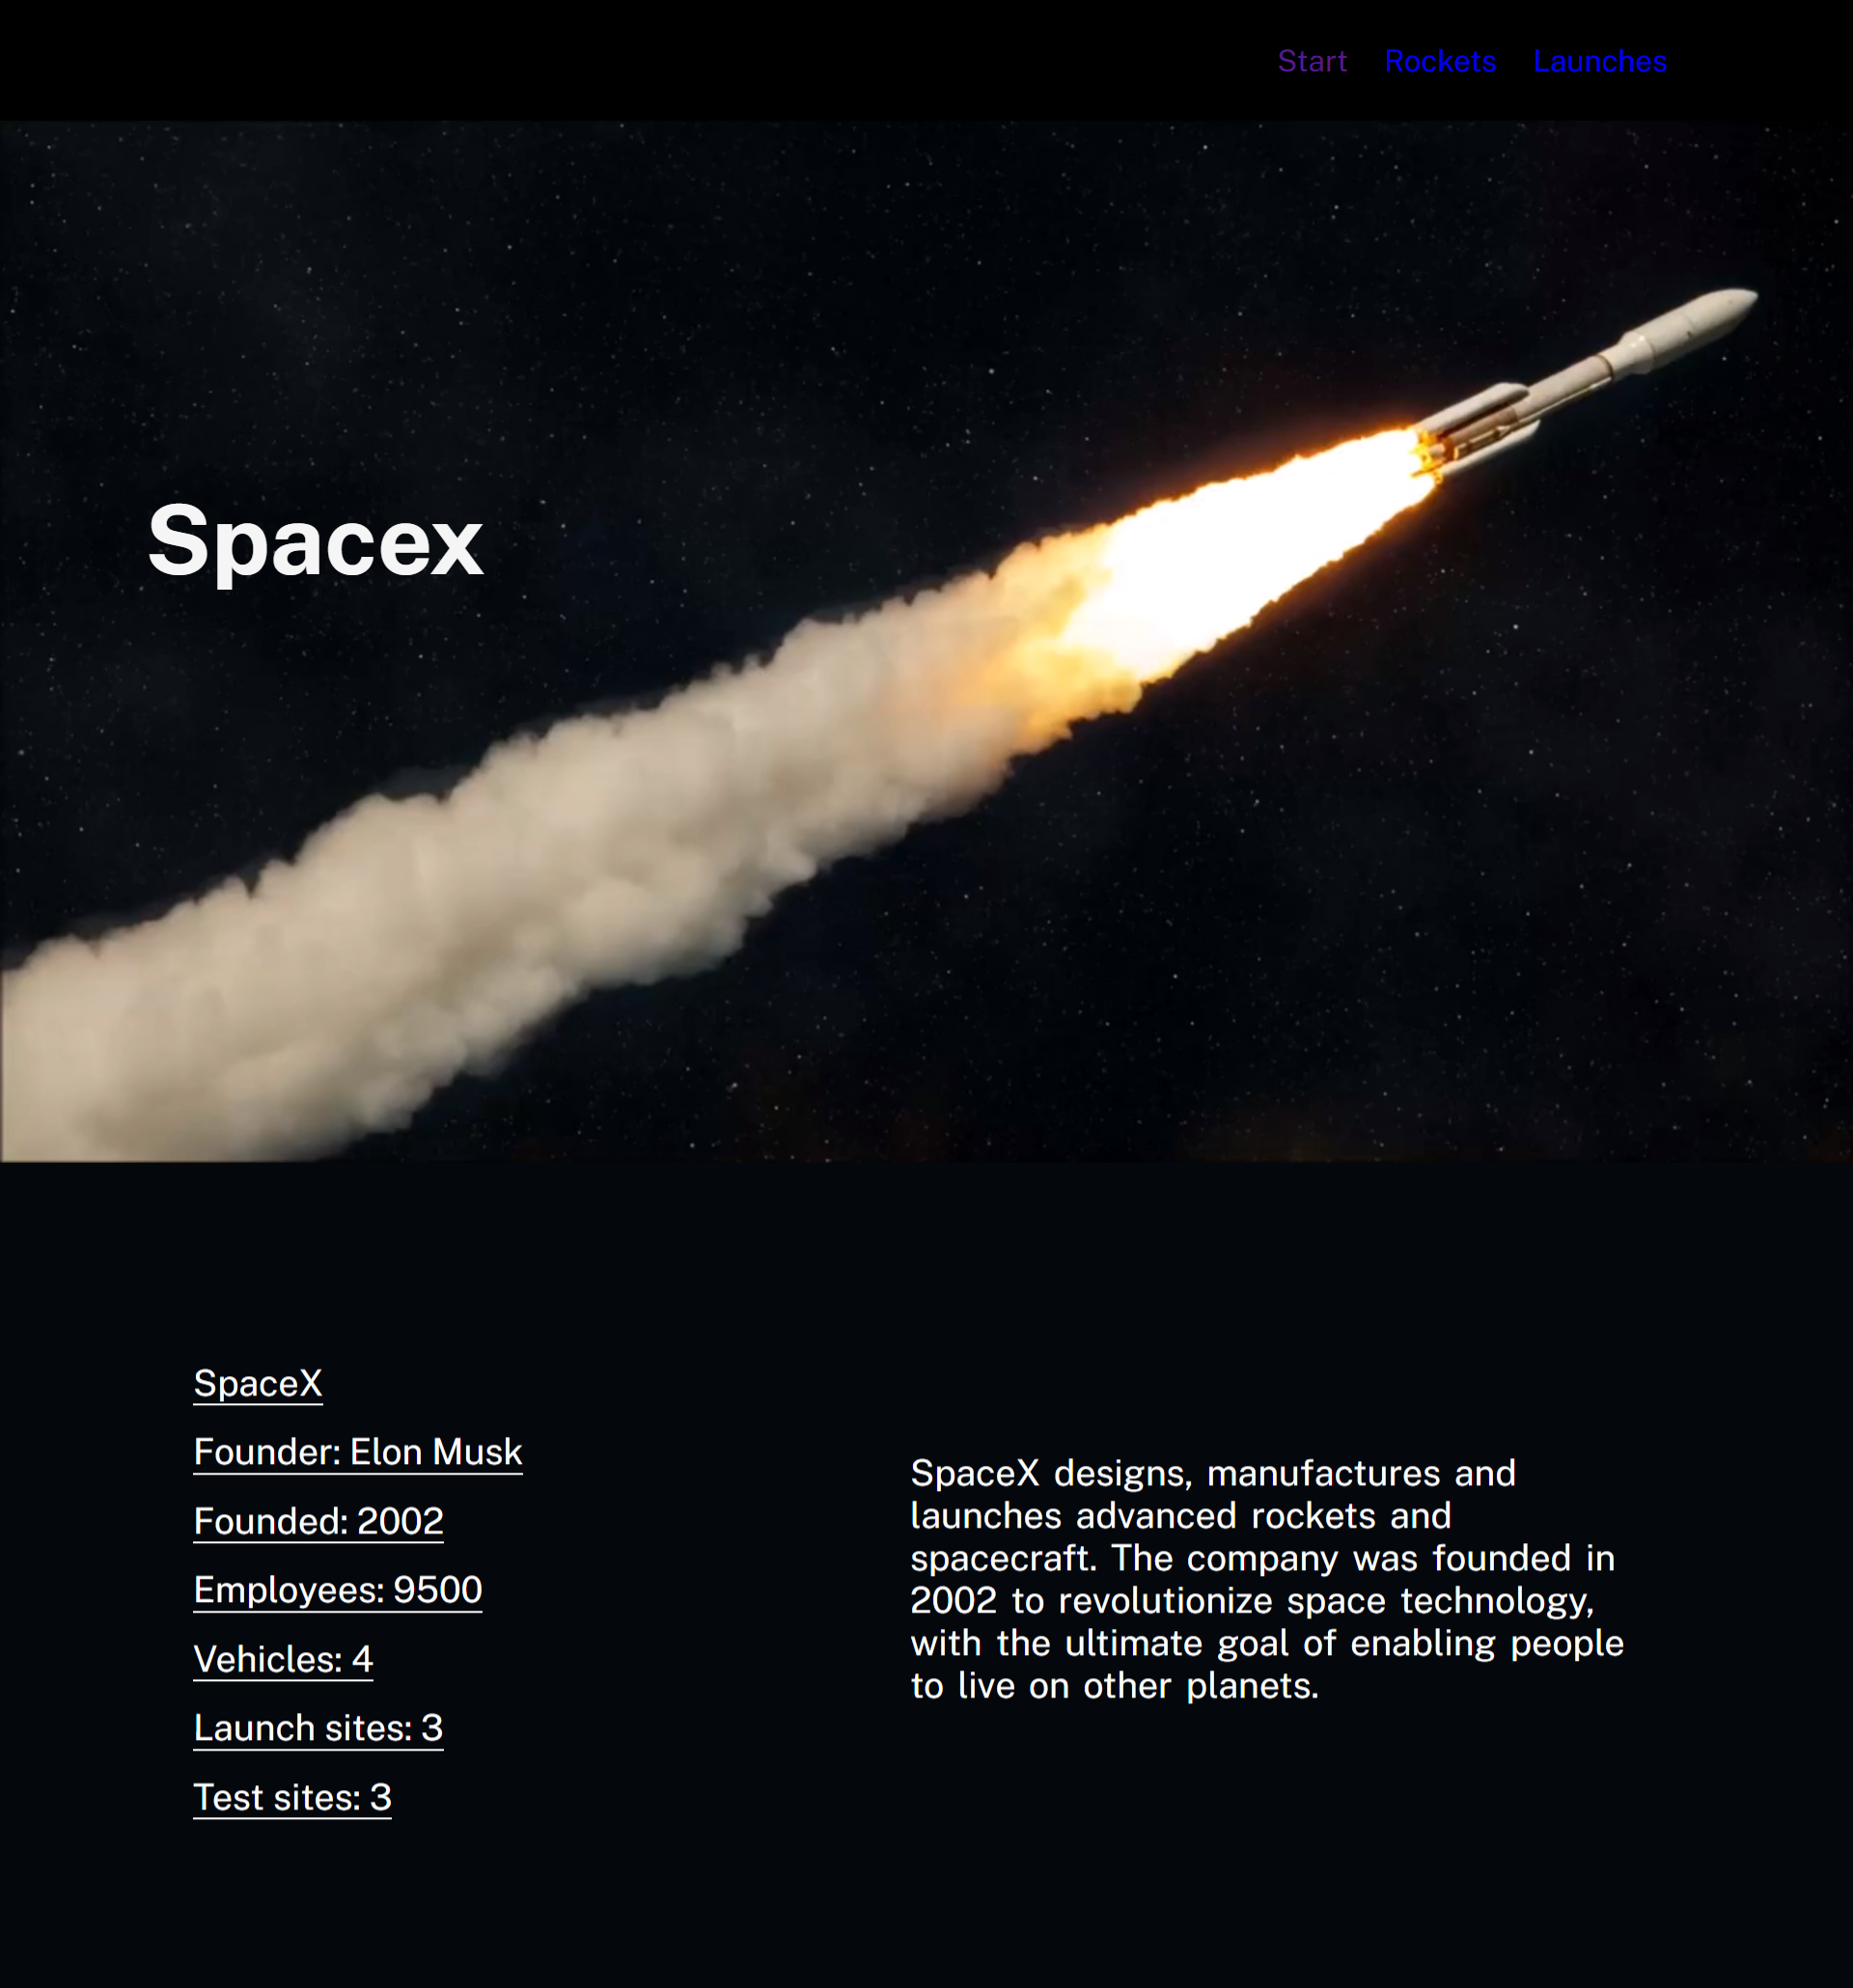 Start Rockets Launches
Spacex
SpaceX
Founder: Elon Musk
Founded: 2002
Employees: 9500
Vehicles: 4
Launch sites: 3
Test sites: 3
SpaceX designs, manufactures and
launches advanced rockets and
spacecraft. The company was founded in
2002 to revolutionize space technology,
with the ultimate goal of enabling people
to live on other planets.